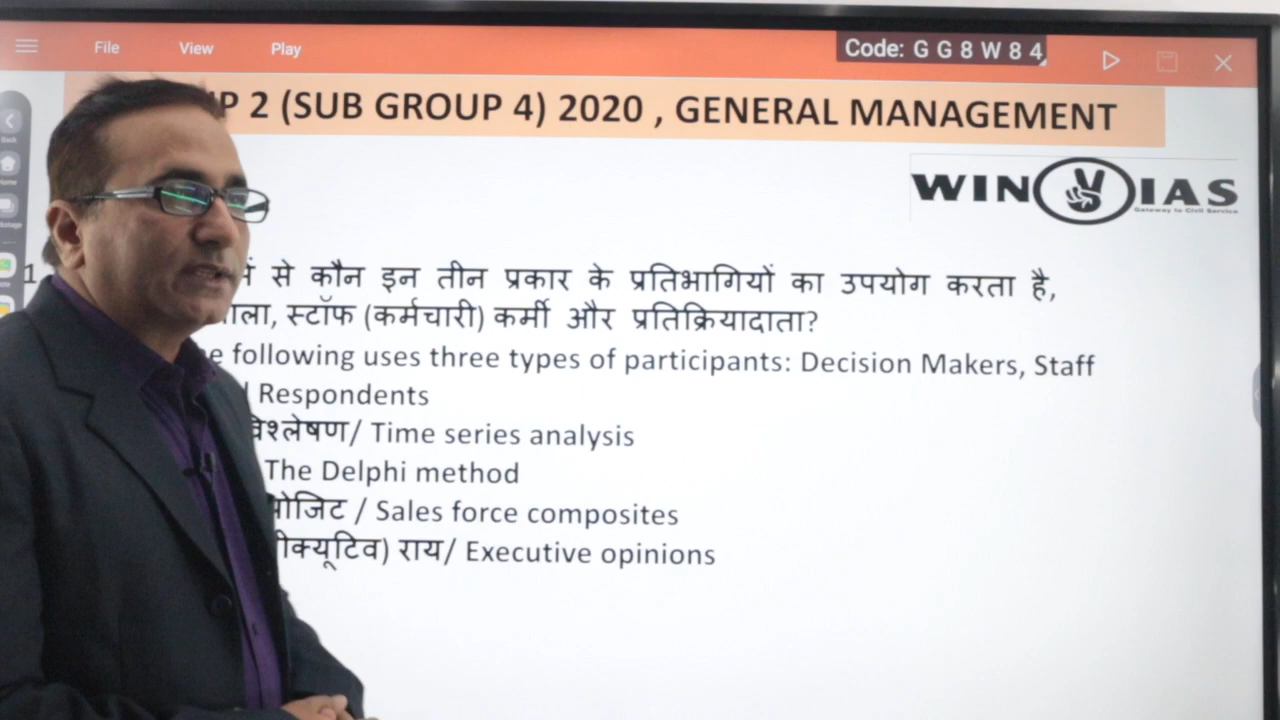 File View Play Code: G G 8 W 8 4
P 2 (SUB GROUP 4) 2020 , GENERAL MANAGEMENT
WIN IAS
Gateway to Civil Service
1 से कौन इन तीन प्रकार के प्रतिभागियों का उपयोग करता है,
स्टॉफ (कर्मचारी) कर्मी और प्रतिक्रियादाता?
following uses three types of participants: Decision Makers, Staff
Respondents
/ Time series analysis
The Delphi method
/ Sales force composites
राय/ Executive opinions